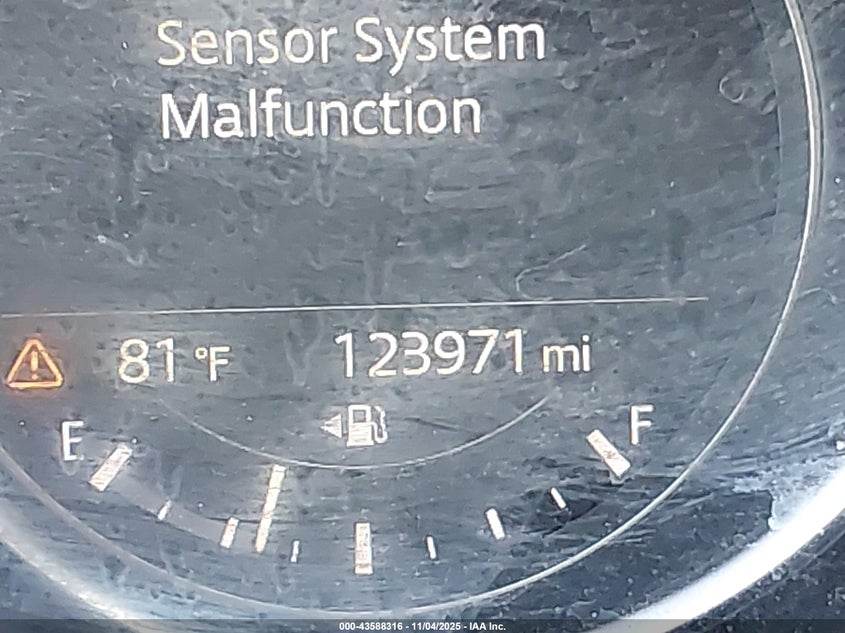 Sensor System
Malfunction
81 °F 123971 mi
E F
000-43588316 - 11/04/2025 - IAA Inc.